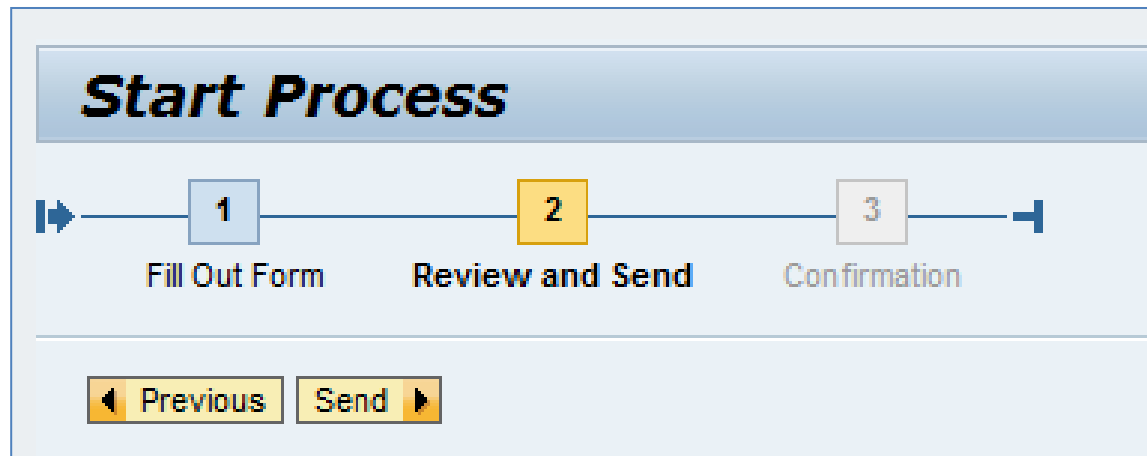 Start Process
1 2 3
Fill Out Form Review and Send Confirmation
Previous Send